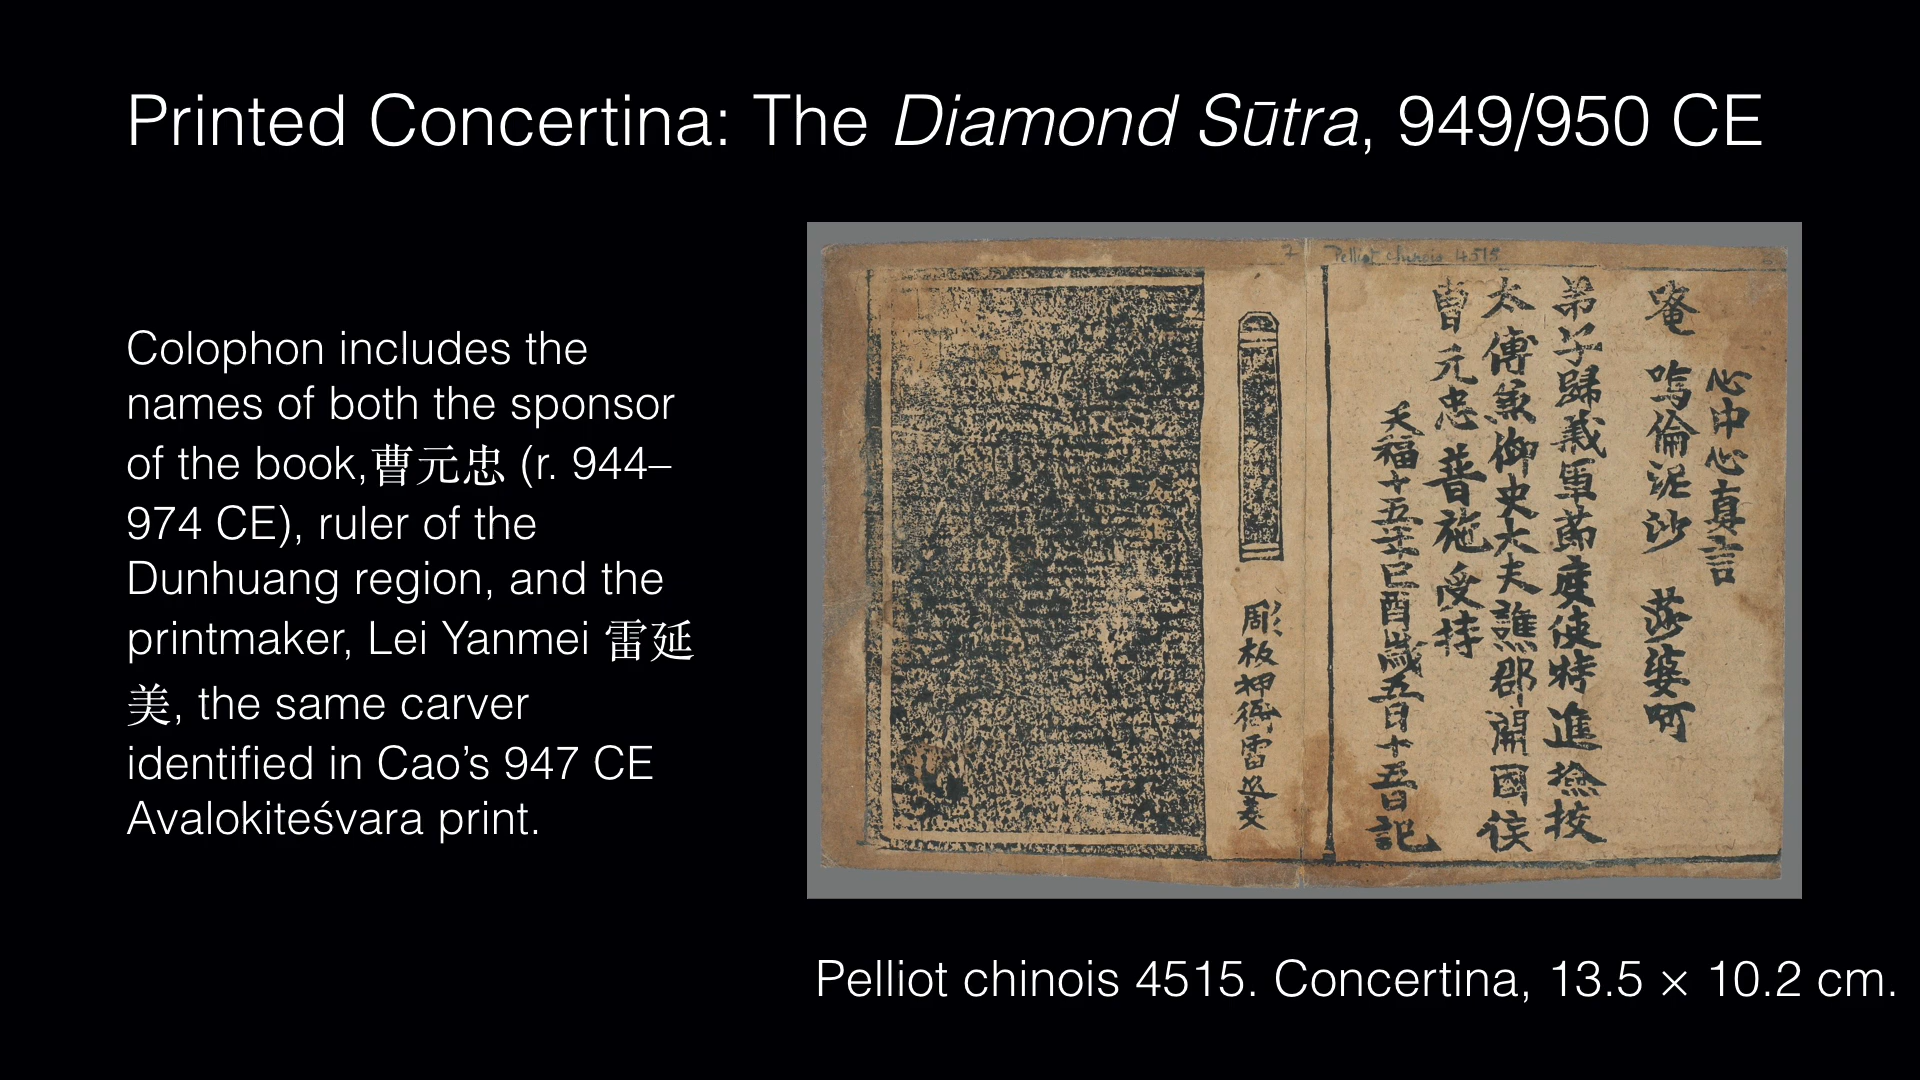 Printed Concertina: The Diamond Sūtra, 949/950 CE
Colophon includes the
names of both the sponsor
of the book,曹元忠 (r. 944–
974 CE), ruler of the
Dunhuang region, and the
printmaker, Lei Yanmei 雷延
美, the same carver
identified in Cao’s 947 CE
Avalokiteśvara print.
7
Pelliot chinois 4515
心中心真言
唵 嗚倫泥沙 莎婆呵
弟子歸義軍節度使特進撿挍
太傅兼御史大夫譙郡開國侯
曹元忠普施受持
天福十五年己酉歲五月十五日記
彫板押衙雷延美
Pelliot chinois 4515. Concertina, 13.5 × 10.2 cm.